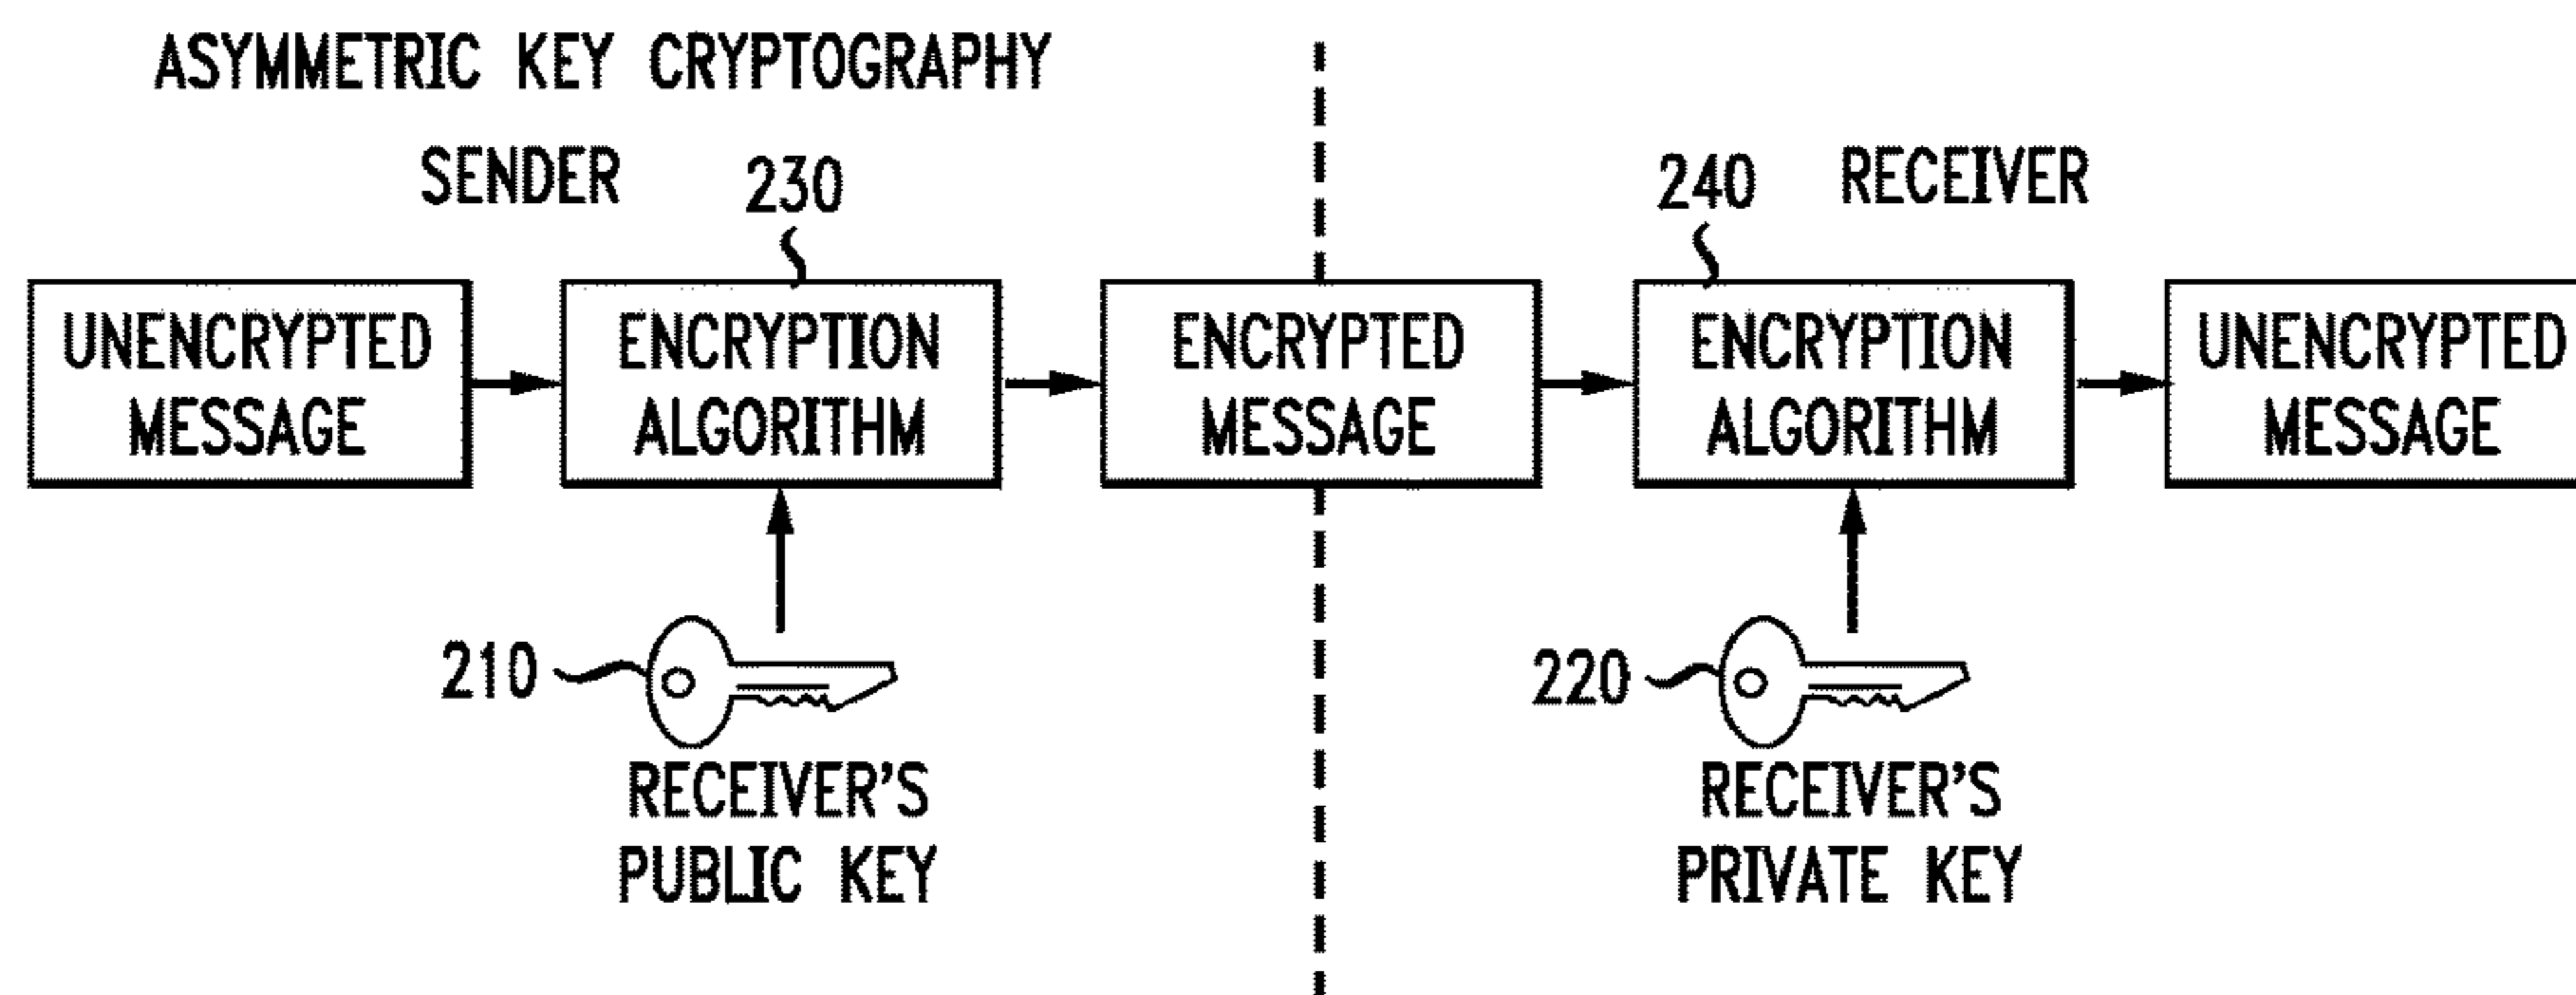 ASYMMETRIC KEY CRYPTOGRAPHY
SENDER
230
240
RECEIVER
UNENCRYPTED
MESSAGE
ENCRYPTION
ALGORITHM
ENCRYPTED
MESSAGE
ENCRYPTION
ALGORITHM
UNENCRYPTED
MESSAGE
210
RECEIVER'S
PUBLIC KEY
220
RECEIVER'S
PRIVATE KEY